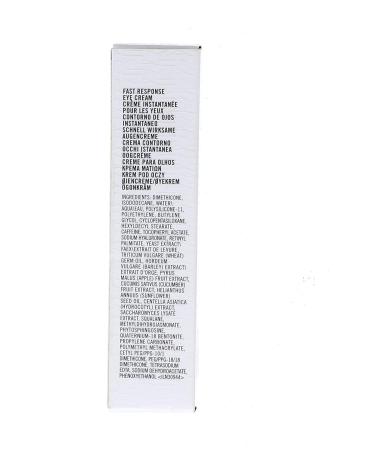 FAST RESPONSE
EYE CREAM
CRÈME INSTANTANÉE
POUR LES YEUX
CONTORNO DE OJOS
INSTANTANEO
SCHNELL WIRKSAME
AUGENCREME
CREMA CONTORNO
OCCHI ISTANTANEA
OOGCRÈME
CREME PARA OLHOS
КРЕМА МАТІОN
KREM POD OCZY
ØJENCREME/ØYEKREM
ÖGONKRÄM
INGREDIENTS: DIMETHICONE,
ISODODECANE, WATER\
AQUA\EAU, POLYSILICONE-11,
POLYETHYLENE, BUTYLENE
GLYCOL, CYCLOPENTASILOXANE,
HEXYLDECYL STEARATE,
CAFFEINE, TOCOPHERYL ACETATE,
SODIUM HYALURONATE, RETINYL
PALMITATE, YEAST EXTRACT\
FAEX\EXTRAIT DE LEVURE,
TRITICUM VULGARE (WHEAT)
GERM OIL, HORDEUM
VULGARE (BARLEY) EXTRACT\
EXTRAIT D'ORGE, PYRUS
MALUS (APPLE) FRUIT EXTRACT,
CUCUMIS SATIVUS (CUCUMBER)
FRUIT EXTRACT, HELIANTHUS
ANNUUS (SUNFLOWER)
SEED OIL, CENTELLA ASIATICA
(HYDROCOTYL) EXTRACT,
SACCHAROMYCES LYSATE
EXTRACT, SQUALANE,
PHYTOSPHINGOSINE,
QUATERNIUM-18 BENTONITE,
PROPYLENE CARBONATE,
POLYMETHYL METHACRYLATE,
CETYL PEG/PPG-10/1
DIMETHICONE, PEG/PPG-18/18
DIMETHICONE, TETRASODIUM
EDTA, SODIUM DEHYDROACETATE,
PHENOXYETHANOL <ILN30944>